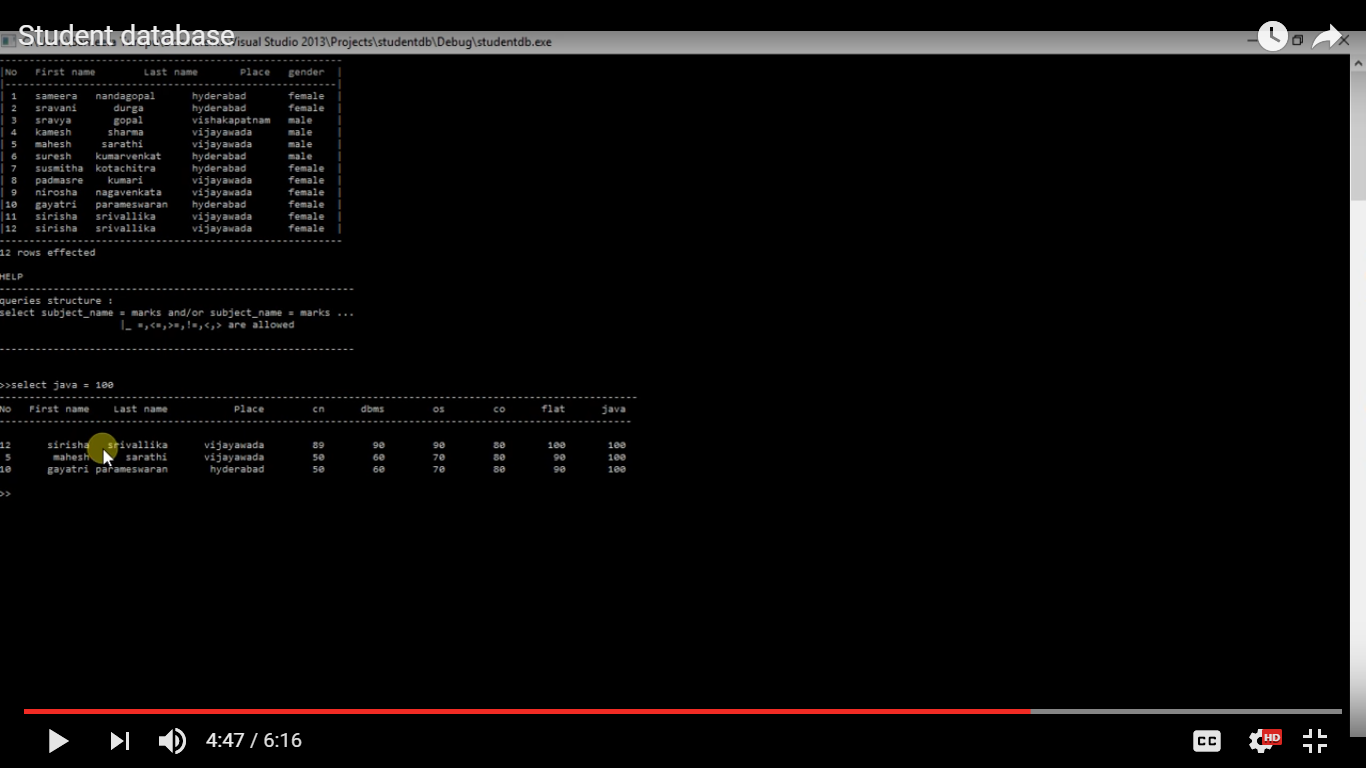 Student database
Visual Studio 2013\Projects\studentdb\Debug\studentdb.exe
|No First name Last name Place gender |
| 1 sameera nandagopal hyderabad female |
| 2 sravani durga hyderabad female |
| 3 sravya gopal vishakapatnam male |
| 4 kamesh sharma vijayawada male |
| 5 mahesh sarathi vijayawada male |
| 6 suresh kumarvenkat hyderabad male |
| 7 susmitha kotachitra hyderabad female |
| 8 padmasre kumari vijayawada female |
| 9 nirosha nagavenkata vijayawada female |
|10 gayatri parameswaran hyderabad female |
|11 sirisha srivallika vijayawada female |
|12 sirisha srivallika vijayawada female |
12 rows effected
HELP
queries structure :
select subject_name = marks and/or subject_name = marks ...
|_ =,<=,>=,!=,<,> are allowed
>>select java = 100
No First name Last name Place cn dbms os co flat java
12 sirisha srivallika vijayawada 89 90 90 80 100 100
5 mahesh sarathi vijayawada 50 60 70 80 90 100
10 gayatri parameswaran hyderabad 50 60 70 80 90 100
>>
4:47 / 6:16
CC
HD